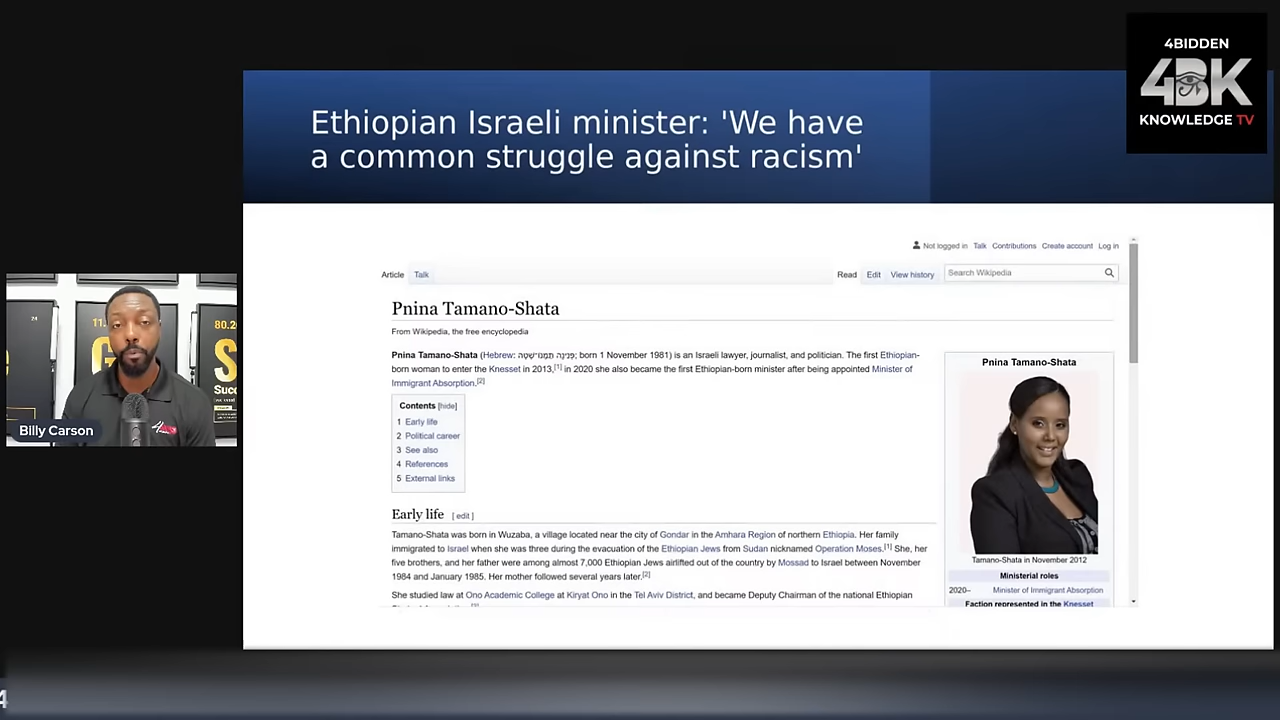 4BIDDEN
4BK
KNOWLEDGE TV
Ethiopian Israeli minister: 'We have
a common struggle against racism'
Not logged in Talk Contributions Create account Log in
Article Talk Read Edit View history Search Wikipedia
Pnina Tamano-Shata
From Wikipedia, the free encyclopedia
Pnina Tamano-Shata (Hebrew: פנינה תמנו-שטה; born 1 November 1981) is an Israeli lawyer, journalist, and politician. The first Ethiopian-
born woman to enter the Knesset in 2013,[1] in 2020 she also became the first Ethiopian-born minister after being appointed Minister of
Immigrant Absorption.[2]
Contents [hide]
1 Early life
2 Political career
3 See also
4 References
5 External links
Early life [ edit ]
Tamano-Shata was born in Wuzaba, a village located near the city of Gondar in the Amhara Region of northern Ethiopia. Her family
immigrated to Israel when she was three during the evacuation of the Ethiopian Jews from Sudan nicknamed Operation Moses.[1] She, her
five brothers, and her father were among almost 7,000 Ethiopian Jews airlifted out of the country by Mossad to Israel between November
1984 and January 1985. Her mother followed several years later.[2]
She studied law at Ono Academic College at Kiryat Ono in the Tel Aviv District, and became Deputy Chairman of the national Ethiopian
Pnina Tamano-Shata
Tamano-Shata in November 2012
Ministerial roles
2020– Minister of Immigrant Absorption
Faction represented in the Knesset
24
11.
G
80.2
S
Succ
Billy Carson
4